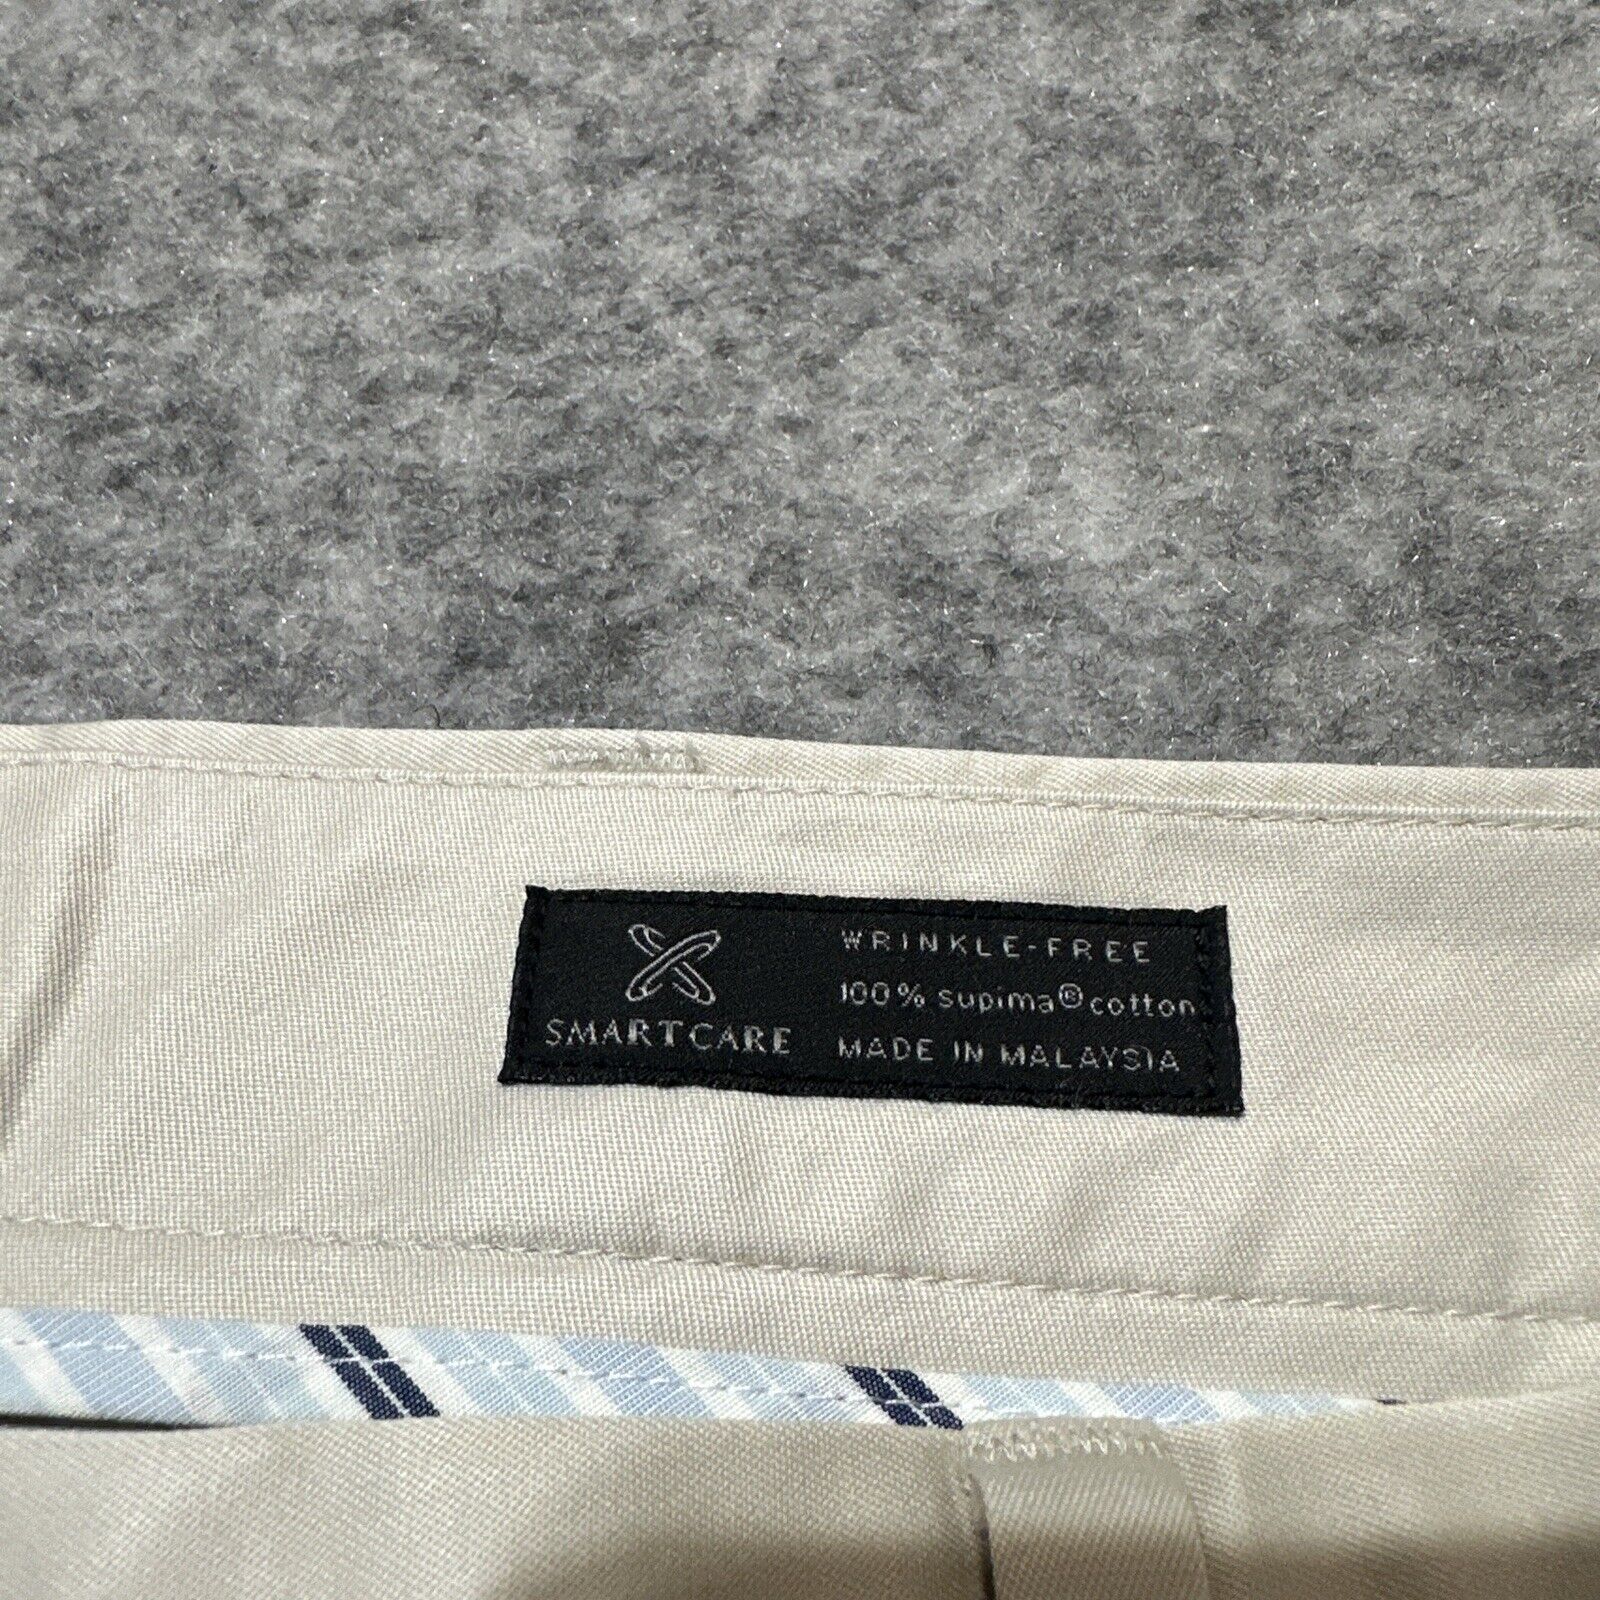 SMARTCARE
WRINKLE-FREE
100% supima® cotton
MADE IN MALAYSIA